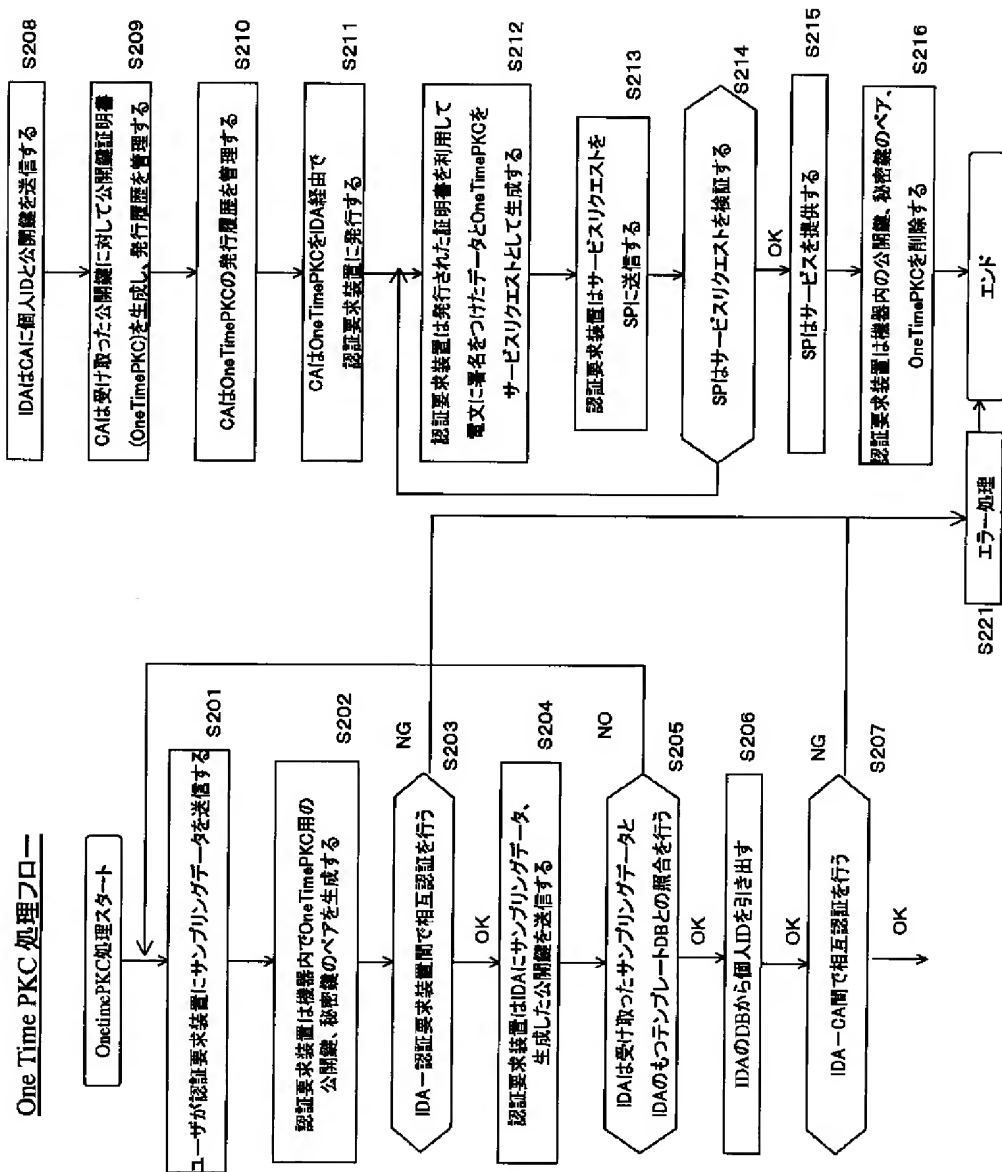 One Time PKC 処理フロー
OnetimePKC処理スタート
ユーザが認証要求装置にサンプリングデータを送信する
S201
認証要求装置は機器内でOneTimePKC用の
公開鍵、秘密鍵のペアを生成する
S202
IDA－認証要求装置間で相互認証を行う
NG
S203
OK
認証要求装置はIDAにサンプリングデータ、
生成した公開鍵を送信する
S204
IDAは受け取ったサンプリングデータと
IDAのもつテンプレートDBとの照合を行う
NO
S205
OK
IDAのDBから個人IDを引き出す
S206
OK
IDA－CA間で相互認証を行う
NG
S207
OK
IDAはCAに個人IDと公開鍵を送信する
S208
CAは受け取った公開鍵に対して公開鍵証明書
(OneTimePKC)を生成し、発行履歴を管理する
S209
CAはOneTimePKCの発行履歴を管理する
S210
CAはOneTimePKCをIDA経由で
認証要求装置に発行する
S211
認証要求装置は発行された証明書を利用して
電文に署名をつけたデータとOneTimePKCを
サービスリクエストとして生成する
S212
認証要求装置はサービスリクエストを
SPに送信する
S213
SPはサービスリクエストを検証する
S214
OK
SPはサービスを提供する
S215
認証要求装置は機器内の公開鍵、秘密鍵のペア、
OneTimePKCを削除する
S216
エラー処理
S221
エンド